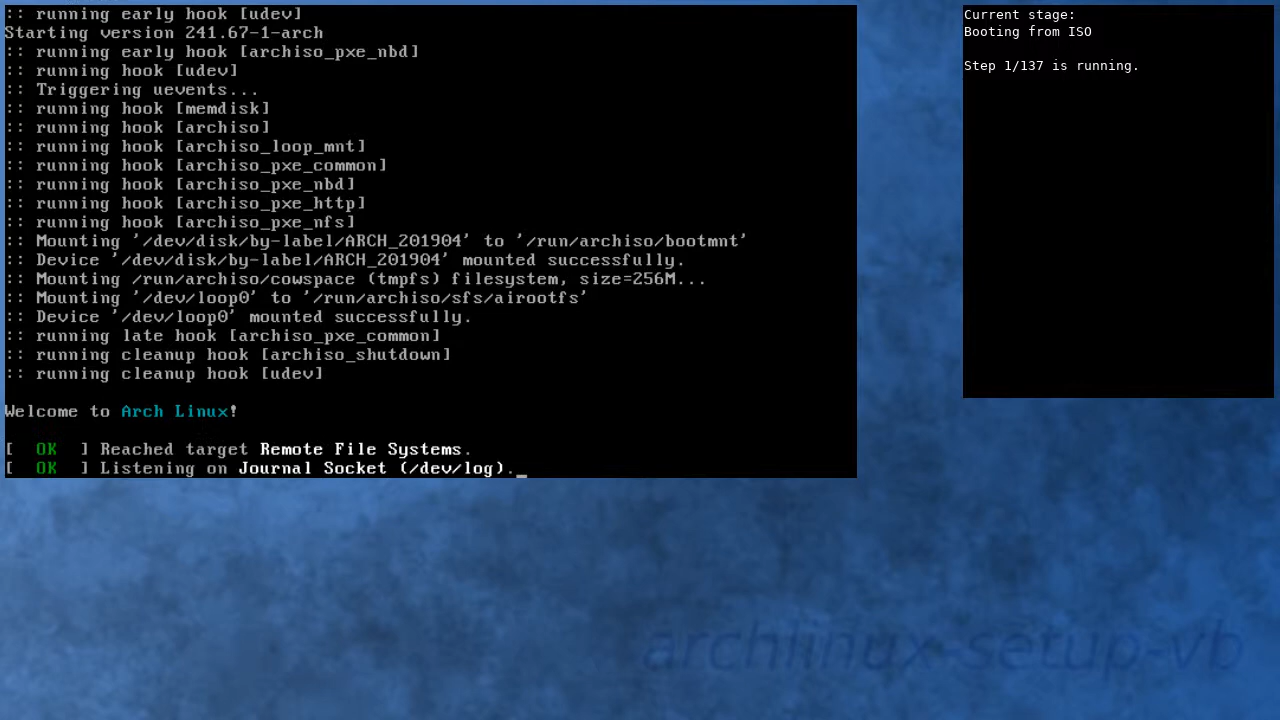 :: running early hook [udev]
Starting version 241.67-1-arch
:: running early hook [archiso_pxe_nbd]
:: running hook [udev]
:: Triggering uevents...
:: running hook [memdisk]
:: running hook [archiso]
:: running hook [archiso_loop_mnt]
:: running hook [archiso_pxe_common]
:: running hook [archiso_pxe_nbd]
:: running hook [archiso_pxe_http]
:: running hook [archiso_pxe_nfs]
:: Mounting '/dev/disk/by-label/ARCH_201904' to '/run/archiso/bootmnt'
:: Device '/dev/disk/by-label/ARCH_201904' mounted successfully.
:: Mounting /run/archiso/cowspace (tmpfs) filesystem, size=256M...
:: Mounting '/dev/loop0' to '/run/archiso/sfs/airootfs'
:: Device '/dev/loop0' mounted successfully.
:: running late hook [archiso_pxe_common]
:: running cleanup hook [archiso_shutdown]
:: running cleanup hook [udev]
Welcome to Arch Linux!
[  OK  ] Reached target Remote File Systems.
[  OK  ] Listening on Journal Socket (/dev/log)._
Current stage:
Booting from ISO
Step 1/137 is running.
archlinux-setup-vb